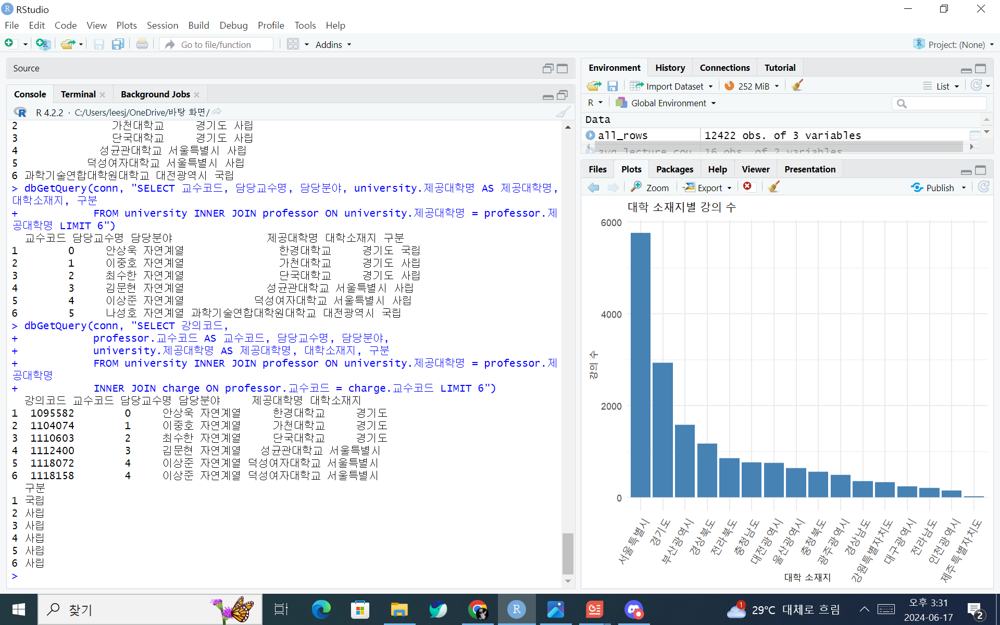 RStudio
File Edit Code View Plots Session Build Debug Profile Tools Help
Go to file/function
Addins
Project: (None)
Source
Console Terminal Background Jobs
R 4.2.2 · C:/Users/leesj/OneDrive/바탕 화면/
2 가천대학교 경기도 사립
3 단국대학교 경기도 사립
4 성균관대학교 서울특별시 사립
5 덕성여자대학교 서울특별시 사립
6 과학기술연합대학원대학교 대전광역시 국립
> dbGetQuery(conn, "SELECT 교수코드, 담당교수명, 담당분야, university.제공대학명 AS 제공대학명,
대학소재지, 구분
+ FROM university INNER JOIN professor ON university.제공대학명 = professor.제
공대학명 LIMIT 6")
교수코드 담당교수명 담당분야 제공대학명 대학소재지 구분
1 0 안상욱 자연계열 한경대학교 경기도 국립
2 1 이중호 자연계열 가천대학교 경기도 사립
3 2 최수한 자연계열 단국대학교 경기도 사립
4 3 김문현 자연계열 성균관대학교 서울특별시 사립
5 4 이상준 자연계열 덕성여자대학교 서울특별시 사립
6 5 나성호 자연계열 과학기술연합대학원대학교 대전광역시 국립
> dbGetQuery(conn, "SELECT 강의코드,
+ professor.교수코드 AS 교수코드, 담당교수명, 담당분야,
+ university.제공대학명 AS 제공대학명, 대학소재지, 구분
+ FROM university INNER JOIN professor ON university.제공대학명 = professor.제
공대학명
+ INNER JOIN charge ON professor.교수코드 = charge.교수코드 LIMIT 6")
강의코드 교수코드 담당교수명 담당분야 제공대학명 대학소재지
1 1095582 0 안상욱 자연계열 한경대학교 경기도
2 1104074 1 이중호 자연계열 가천대학교 경기도
3 1110603 2 최수한 자연계열 단국대학교 경기도
4 1112400 3 김문현 자연계열 성균관대학교 서울특별시
5 1118072 4 이상준 자연계열 덕성여자대학교 서울특별시
6 1118158 4 이상준 자연계열 덕성여자대학교 서울특별시
구분
1 국립
2 사립
3 사립
4 사립
5 사립
6 사립
>
Environment History Connections Tutorial
Import Dataset 252 MiB List
R Global Environment
Data
all_rows 12422 obs. of 3 variables
avg_lecture_cou 16 obs. of 2 variables
Files Plots Packages Help Viewer Presentation
Zoom Export Publish
대학 소재지별 강의 수
6000
4000
2000
0
강의 수
서울특별시
경기도
부산광역시
경상북도
전라북도
충청남도
대전광역시
울산광역시
충청북도
광주광역시
경상남도
강원특별자치도
대구광역시
전라남도
인천광역시
제주특별자치도
대학 소재지
찾기
1
29°C 대체로 흐림
오후 3:31
2024-06-17
2